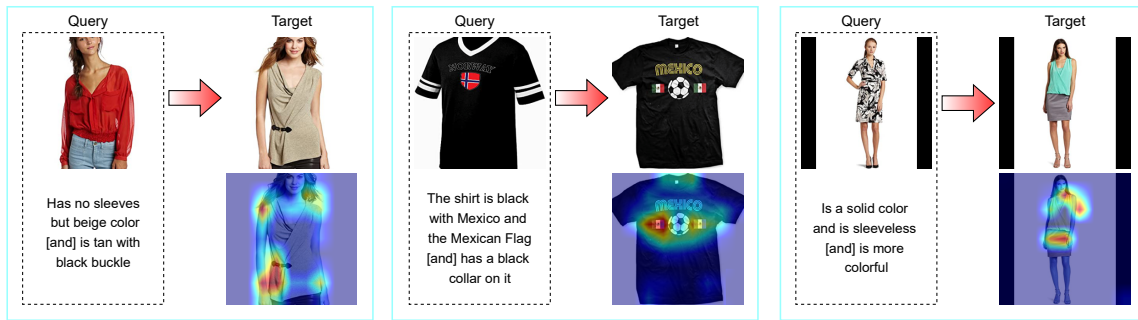 Query
Target
NORWAY
MEXICO
Has no sleeves
but beige color
[and] is tan with
black buckle
Query
Target
The shirt is black
with Mexico and
the Mexican Flag
[and] has a black
collar on it
MEXICO
Query
Target
Is a solid color
and is sleeveless
[and] is more
colorful